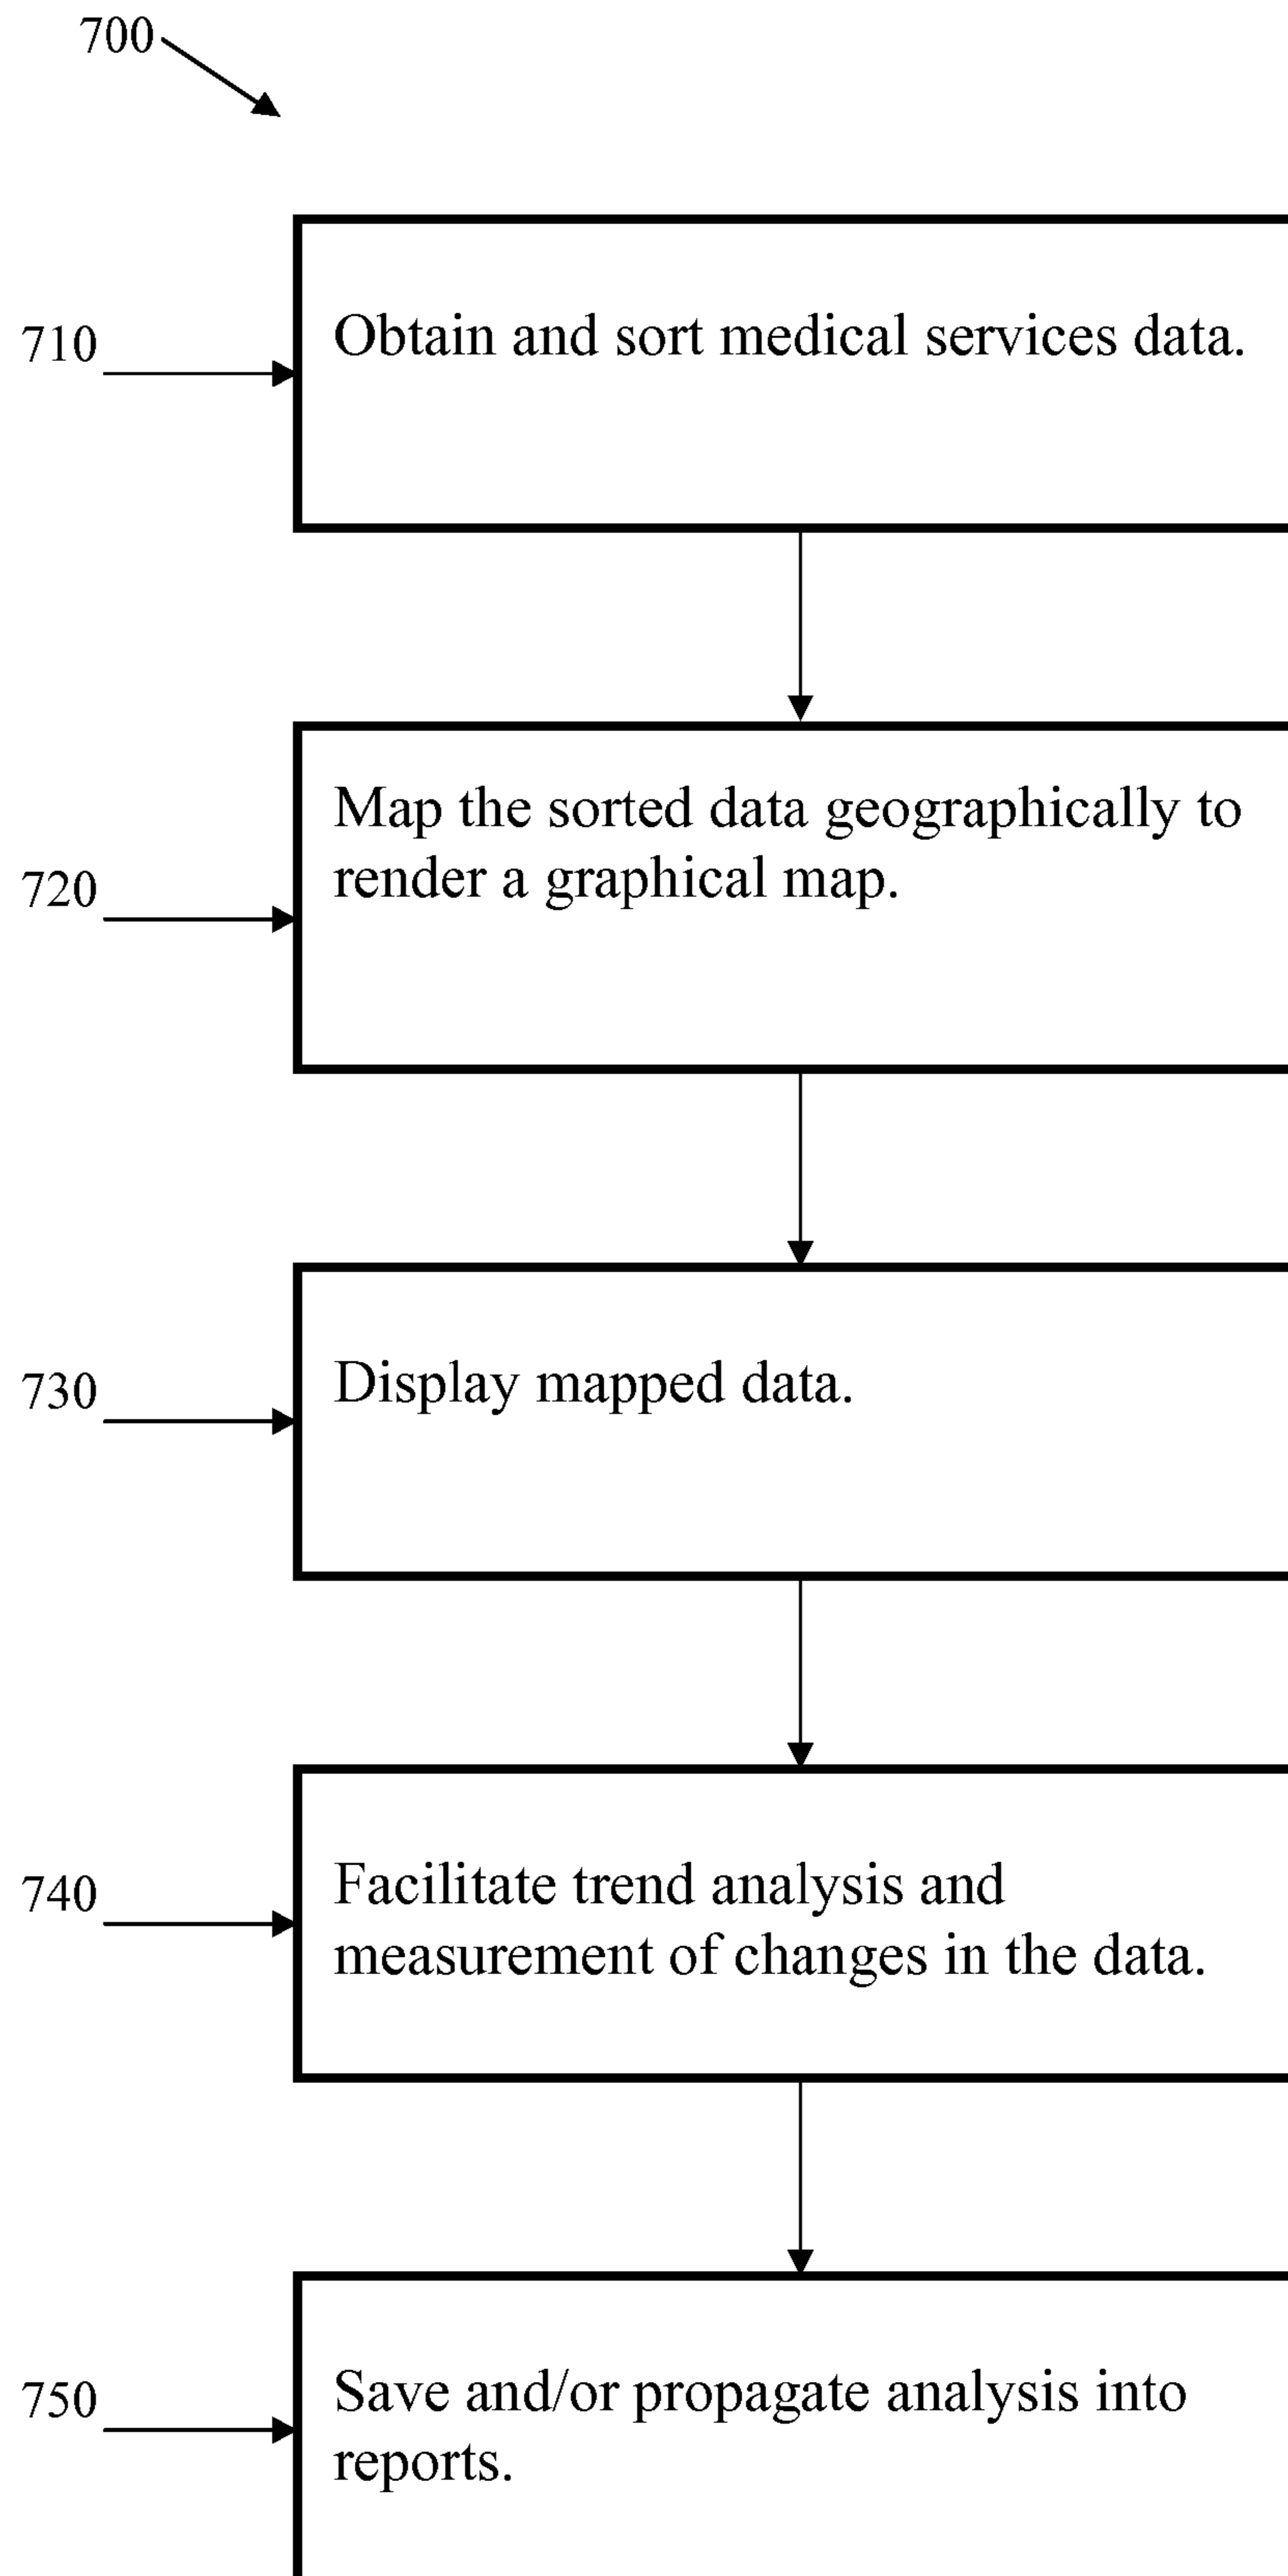 700
710
Obtain and sort medical services data.
720
Map the sorted data geographically to
render a graphical map.
730
Display mapped data.
740
Facilitate trend analysis and
measurement of changes in the data.
750
Save and/or propagate analysis into
reports.